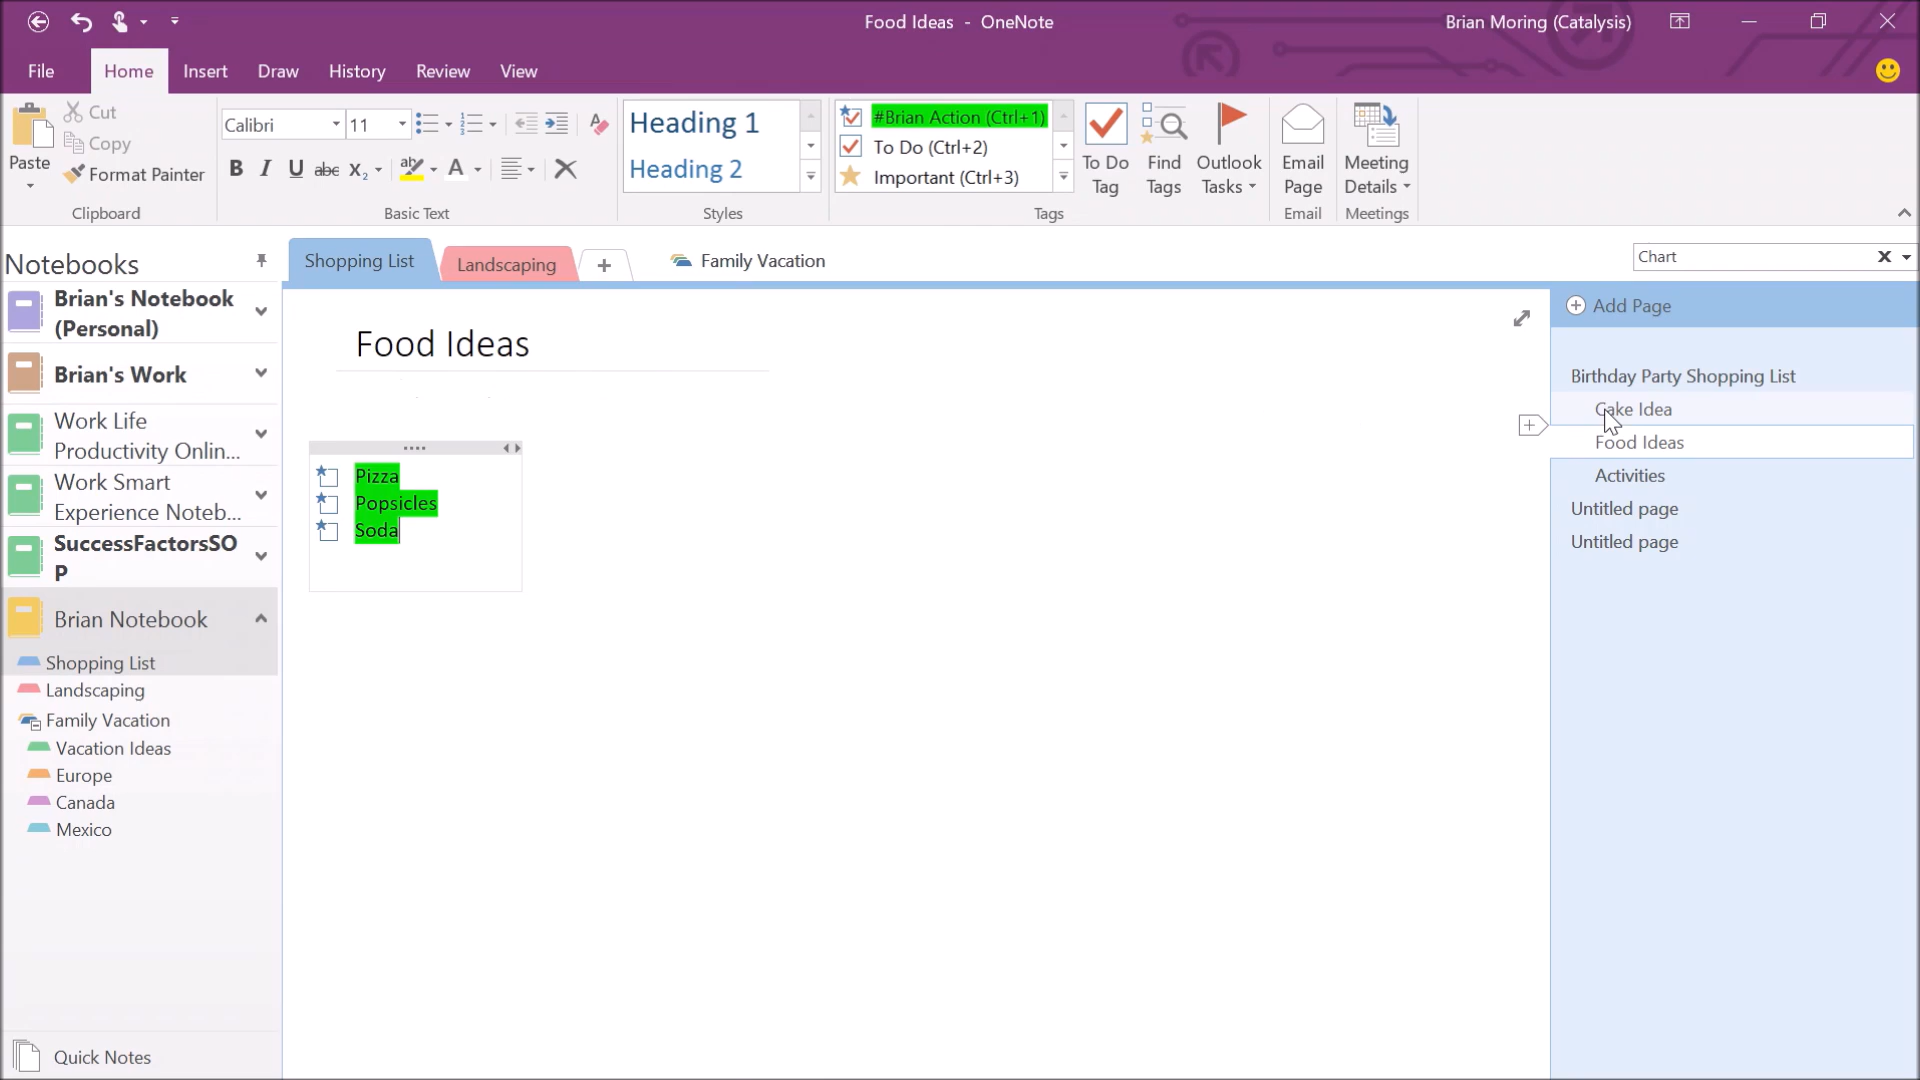 Food Ideas - OneNote
Brian Moring (Catalysis)
File
Home
Insert
Draw
History
Review
View
Paste
Cut
Copy
Format Painter
Clipboard
Calibri
11
B I U abc X₂ ab A
Basic Text
Heading 1
Heading 2
Styles
#Brian Action (Ctrl+1)
To Do (Ctrl+2)
Important (Ctrl+3)
To Do
Tag
Find
Tags
Outlook
Tasks
Tags
Email
Page
Email
Meeting
Details
Meetings
Notebooks
Brian's Notebook
(Personal)
Brian's Work
Work Life
Productivity Onlin...
Work Smart
Experience Noteb...
SuccessFactorsSO
P
Brian Notebook
Shopping List
Landscaping
Family Vacation
Vacation Ideas
Europe
Canada
Mexico
Quick Notes
Shopping List
Landscaping
Family Vacation
Chart
Food Ideas
Pizza
Popsicles
Soda
Add Page
Birthday Party Shopping List
Cake Idea
Food Ideas
Activities
Untitled page
Untitled page